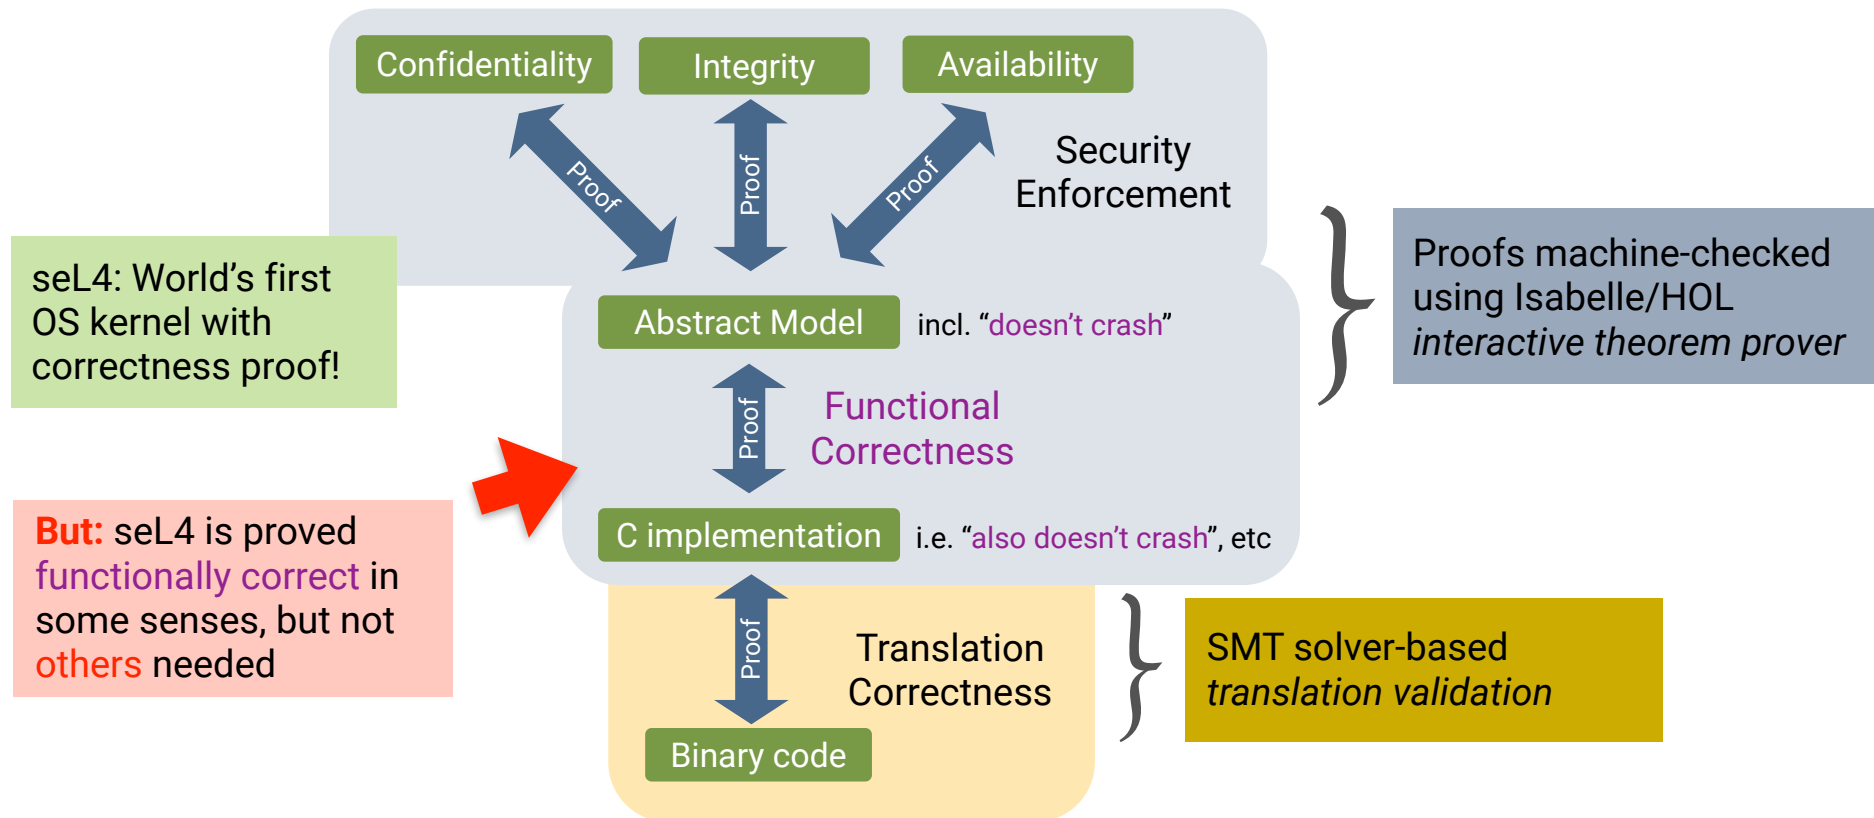 Confidentiality
Integrity
Availability
Proof
Proof
Proof
Security
Enforcement
seL4: World’s first
OS kernel with
correctness proof!
Proofs machine-checked
using Isabelle/HOL
interactive theorem prover
Abstract Model
incl. “doesn’t crash”
Proof
Functional
Correctness
But: seL4 is proved
functionally correct in
some senses, but not
others needed
C implementation
i.e. “also doesn’t crash”, etc
Proof
Translation
Correctness
SMT solver-based
translation validation
Binary code